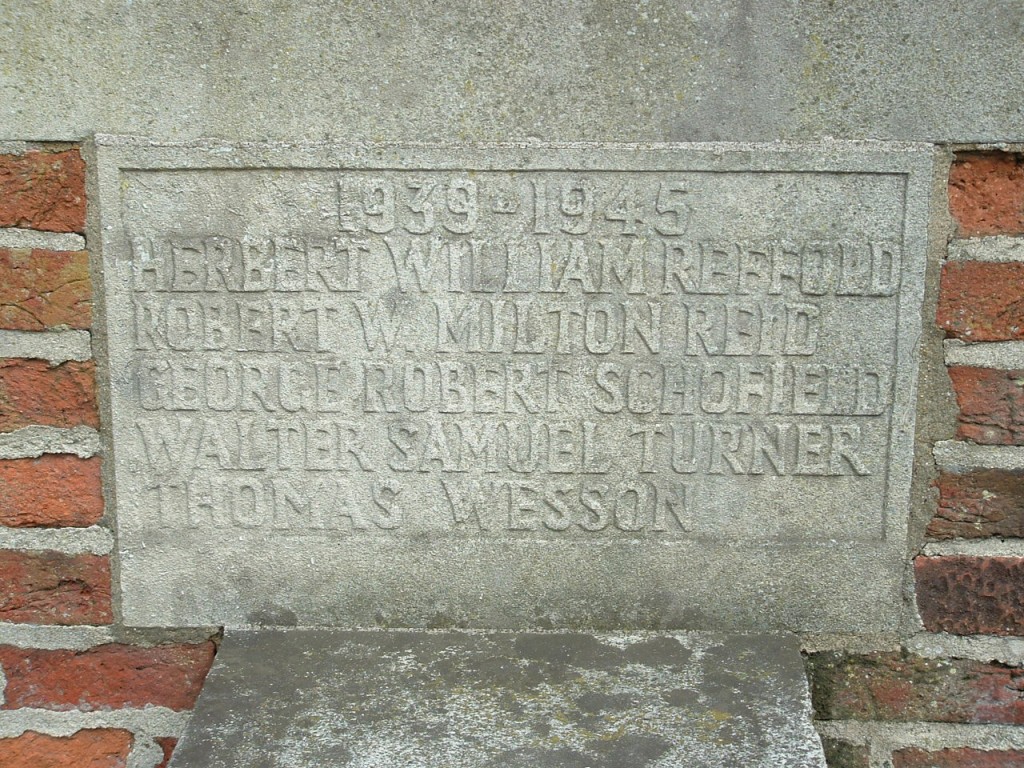 1939-1945
HERBERT WILLIAM REFFOLD
ROBERT W. MILTON REID
GEORGE ROBERT SCHOFIELD
WALTER SAMUEL TURNER
THOMAS WESSON